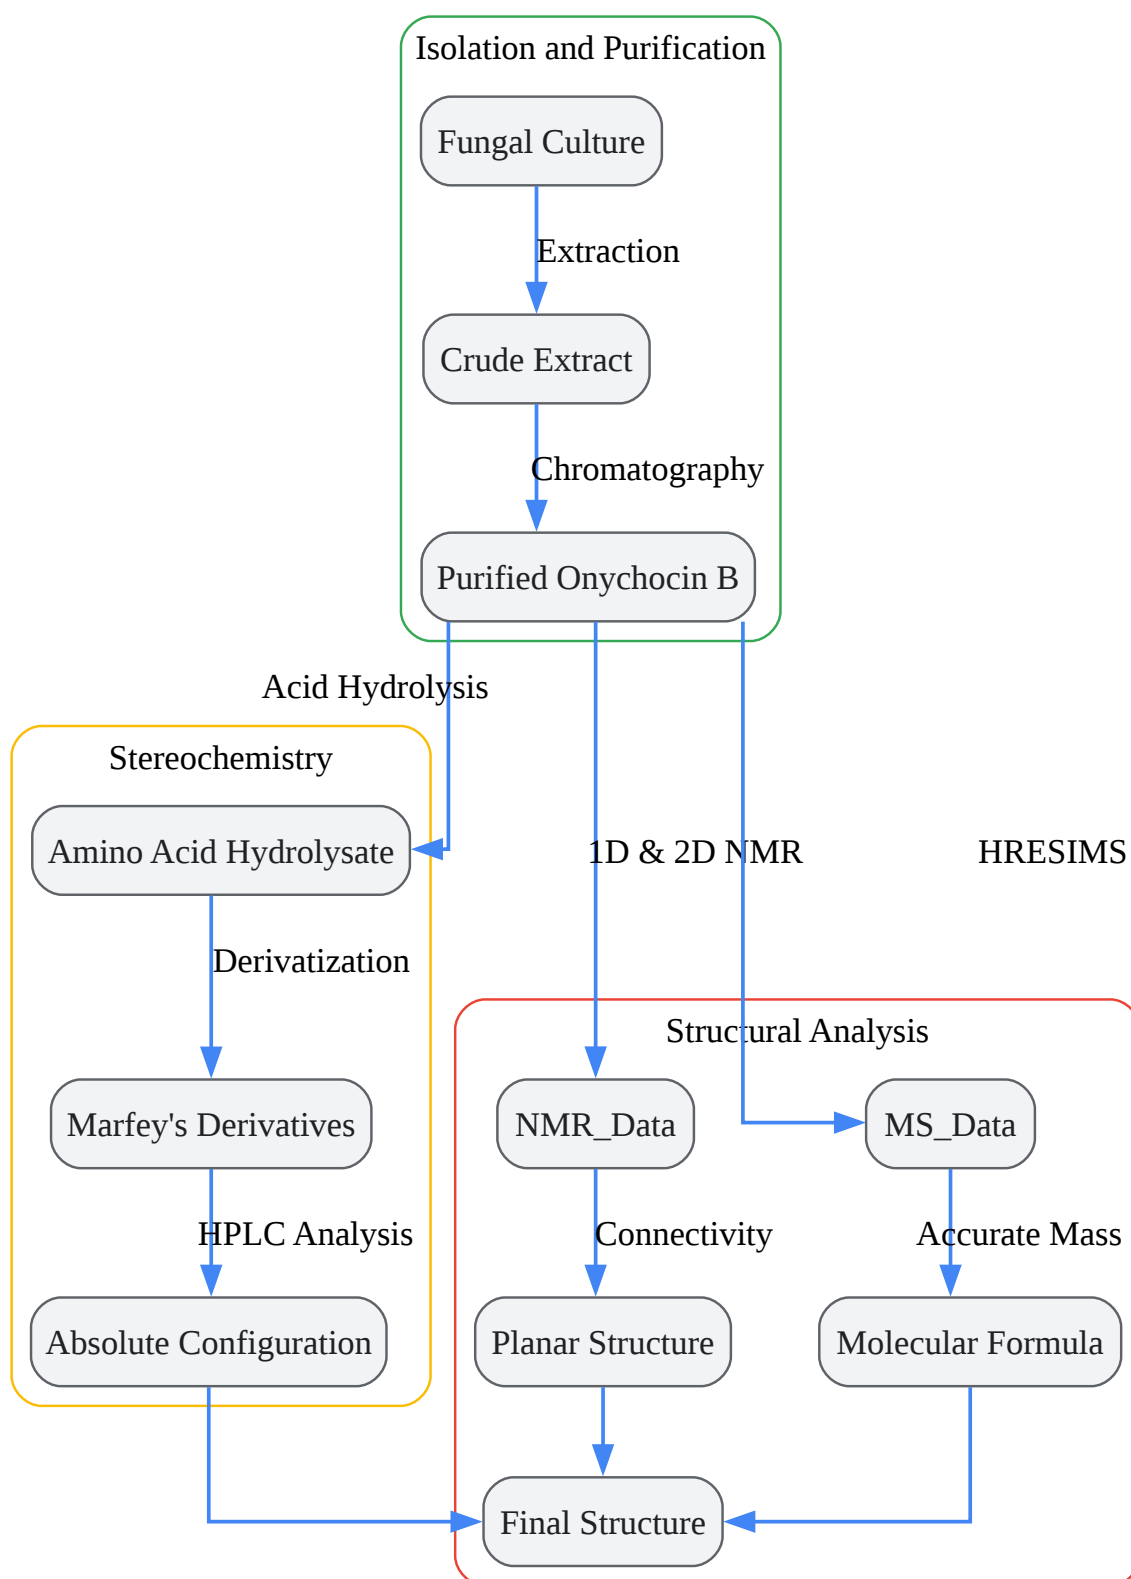 Isolation and Purification
Fungal Culture
Extraction
Crude Extract
Chromatography
Purified Onychocin B
Acid Hydrolysis
Stereochemistry
Amino Acid Hydrolysate
1D & 2D NMR
HRESIMS
Derivatization
Structural Analysis
Marfey's Derivatives
NMR_Data
MS_Data
HPLC Analysis
Connectivity
Accurate Mass
Absolute Configuration
Planar Structure
Molecular Formula
Final Structure